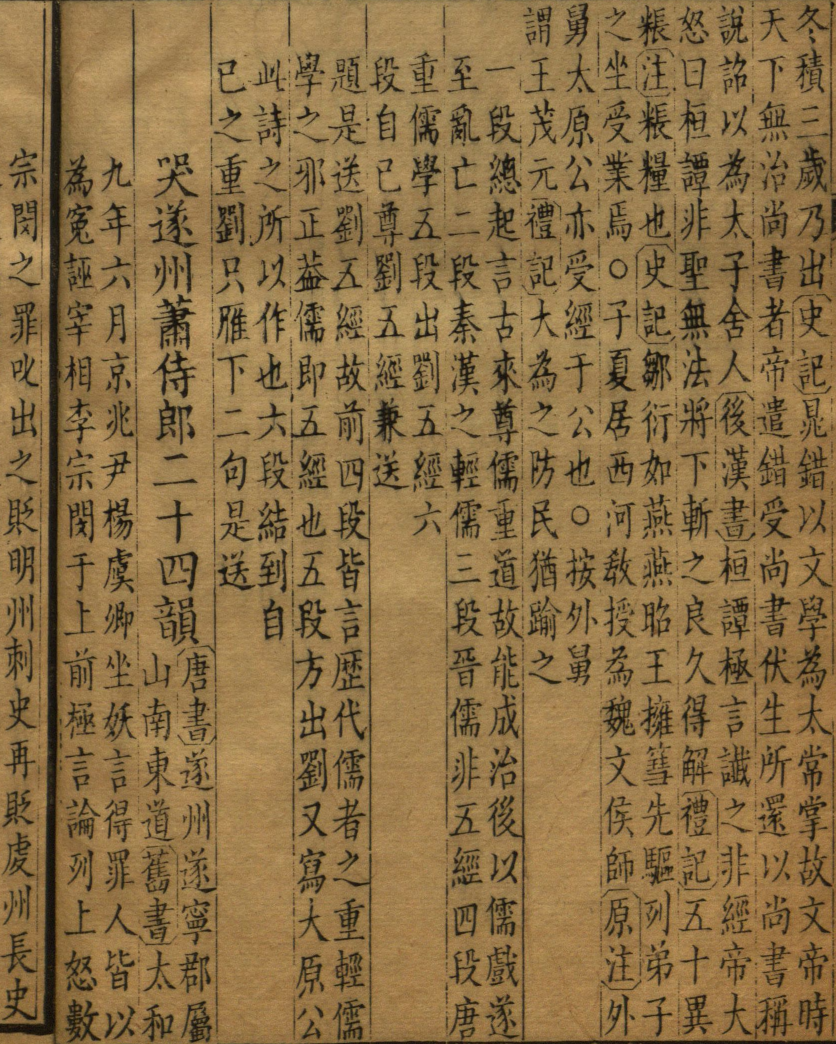 冬積三歲乃出史記晁錯以文學為太常掌故文帝時
天下無治尚書者帝遣錯受尚書伏生所還以尚書稱
說詔以為太子舍人後漢書桓譚極言讖之非經帝大
怒曰桓譚非聖無法將下斬之良久得解禮記五十異
粻注粻糧也史記鄒衍如燕燕昭王擁篲先驅列弟子
之坐受業焉○子夏居西河教授為魏文侯師原注外
舅太原公亦受經于公也○按外舅
謂王茂元禮記大為之防民猶踰之
一段總起言古來尊儒重道故能成治後以儒戲遂
至亂亡二段秦漢之輕儒三段晉儒非五經四段唐
重儒學五段出劉五經六
段自已尊劉五經兼送
題是送劉五經故前四段皆言歷代儒者之重輕儒
學之邪正葢儒即五經也五段方出劉又寫大原公
此詩之所以作也六段結到自
已之重劉只雁下二句是送
哭遂州蕭侍郎二十四韻
唐書遂州遂寧郡屬
山南東道舊書太和
九年六月京兆尹楊虞卿坐妖言得罪人皆以
為寃誣宰相李宗閔于上前極言論列上怒數
宗閔之罪叱出之貶明州刺史再貶處州長史